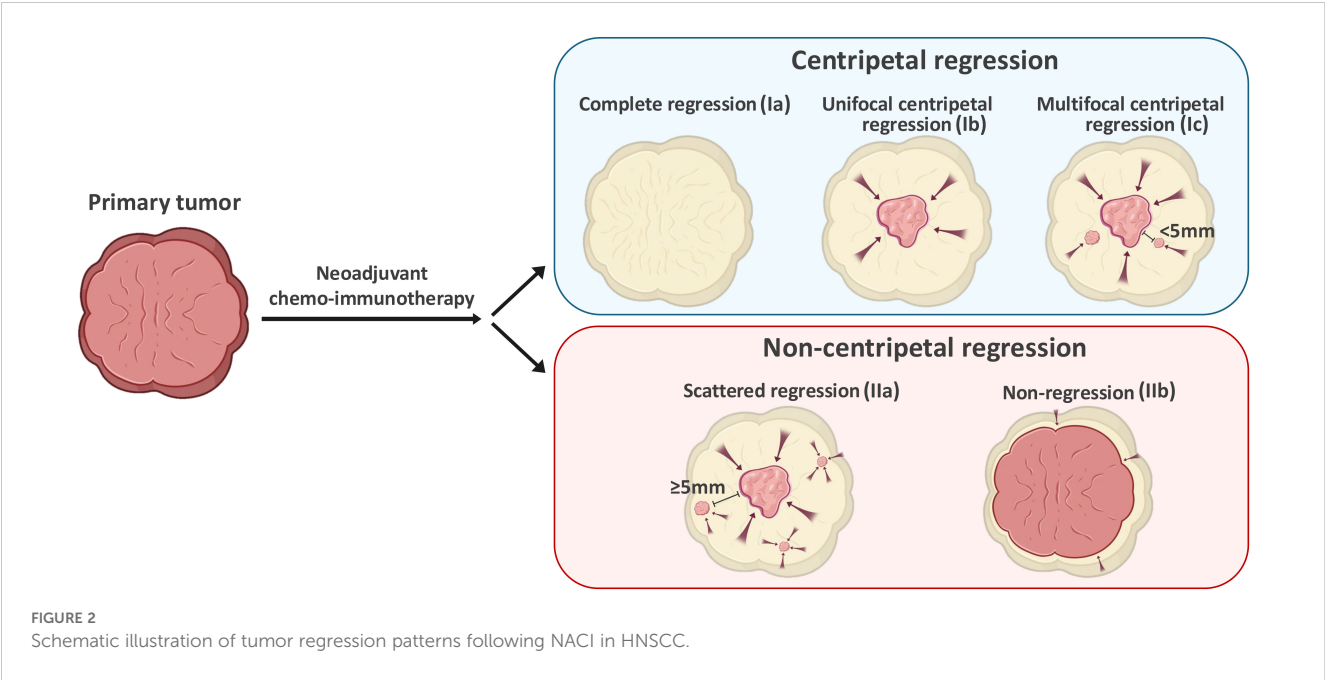 Centripetal regression
Complete regression (Ia)
Unifocal centripetal
regression (Ib)
Multifocal centripetal
regression (Ic)
<5mm
Primary tumor
Neoadjuvant
chemo-immunotherapy
Non-centripetal regression
Scattered regression (IIa)
Non-regression (IIb)
≥5mm
FIGURE 2
Schematic illustration of tumor regression patterns following NACI in HNSCC.